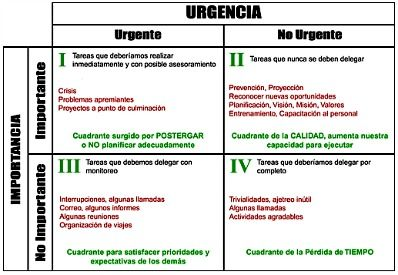 URGENCIA
Urgente
No Urgente
IMPORTANCIA
Importante
I
Tareas que deberíamos realizar
inmediatamente y con posible asesoramiento
Crisis
Problemas apremiantes
Proyectos a punto de culminación
Cuadrante surgido por POSTERGAR
o NO planificar adecuadamente
II
Tareas que nunca se deben delegar
Prevención, Proyección
Reconocer nuevas oportunidades
Planificación, Visión, Misión, Valores
Entrenamiento, Capacitación al personal
Cuadrante de la CALIDAD, aumenta nuestra
capacidad para ejecutar
No Importante
III
Tareas que debemos delegar con
monitoreo
Interrupciones, algunas llamadas
Correo, algunos informes
Algunas reuniones
Organización de viajes
Cuadrante para satisfacer prioridades y
expectativas de los demás
IV
Tareas que deberíamos delegar por
completo
Trivialidades, ajetreo inútil
Algunas llamadas
Actividades agradables
Cuadrante de la Pérdida de TIEMPO